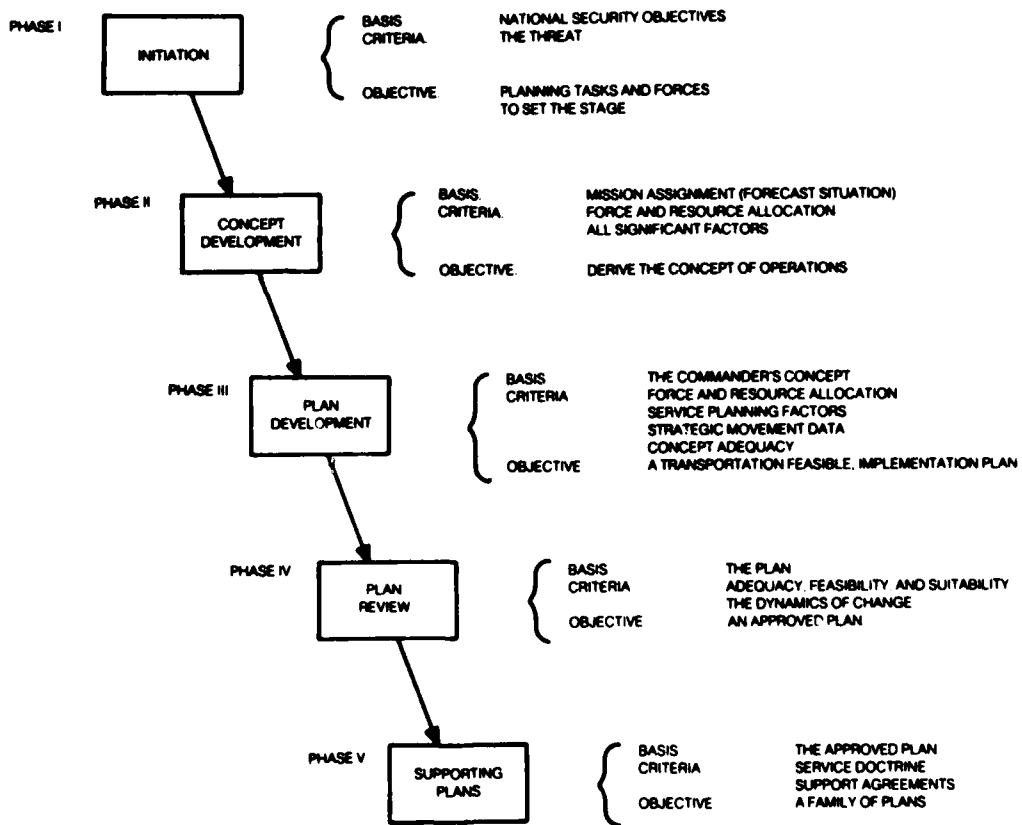 PHASE I
INITIATION
BASIS NATIONAL SECURITY OBJECTIVES
CRITERIA. THE THREAT
OBJECTIVE. PLANNING TASKS AND FORCES
TO SET THE STAGE
PHASE II
CONCEPT
DEVELOPMENT
BASIS. MISSION ASSIGNMENT (FORECAST SITUATION)
CRITERIA. FORCE AND RESOURCE ALLOCATION
ALL SIGNIFICANT FACTORS
OBJECTIVE. DERIVE THE CONCEPT OF OPERATIONS
PHASE III
PLAN
DEVELOPMENT
BASIS THE COMMANDER'S CONCEPT
CRITERIA FORCE AND RESOURCE ALLOCATION
SERVICE PLANNING FACTORS
STRATEGIC MOVEMENT DATA
CONCEPT ADEQUACY
OBJECTIVE A TRANSPORTATION FEASIBLE, IMPLEMENTATION PLAN
PHASE IV
PLAN
REVIEW
BASIS THE PLAN
CRITERIA ADEQUACY, FEASIBILITY, AND SUITABILITY
THE DYNAMICS OF CHANGE
OBJECTIVE AN APPROVED PLAN
PHASE V
SUPPORTING
PLANS
BASIS THE APPROVED PLAN
CRITERIA SERVICE DOCTRINE
SUPPORT AGREEMENTS
OBJECTIVE A FAMILY OF PLANS